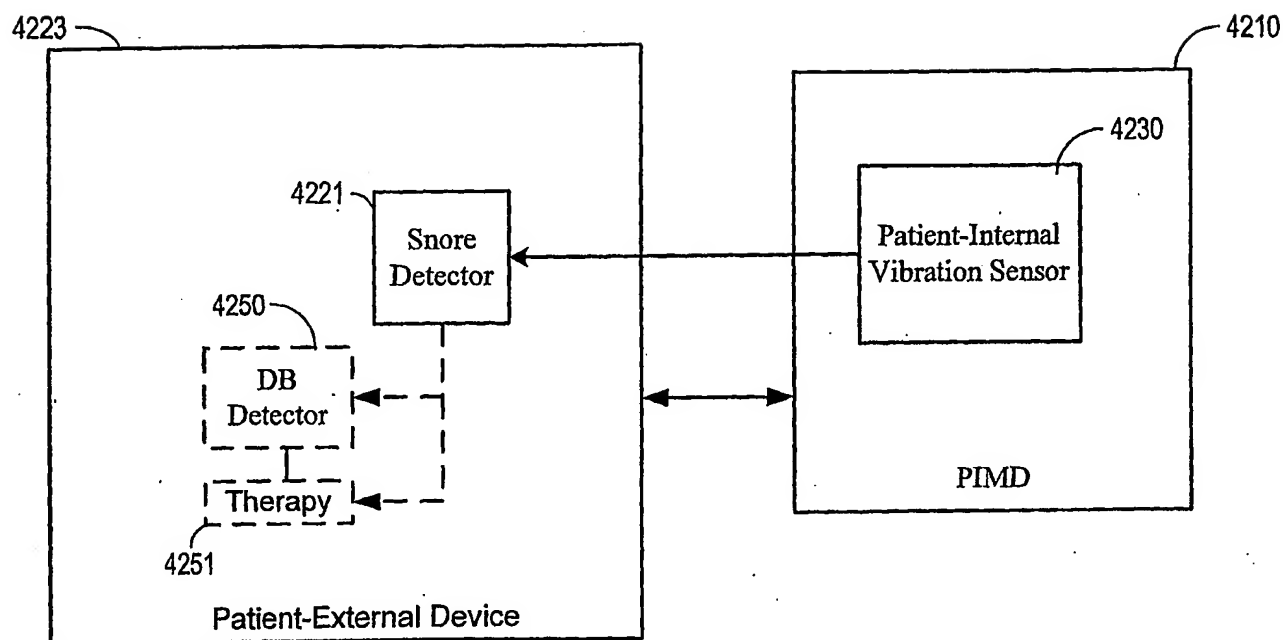 4223
4210
4230
4221
Snore
Detector
Patient-Internal
Vibration Sensor
4250
DB
Detector
Therapy
4251
PIMD
Patient-External Device